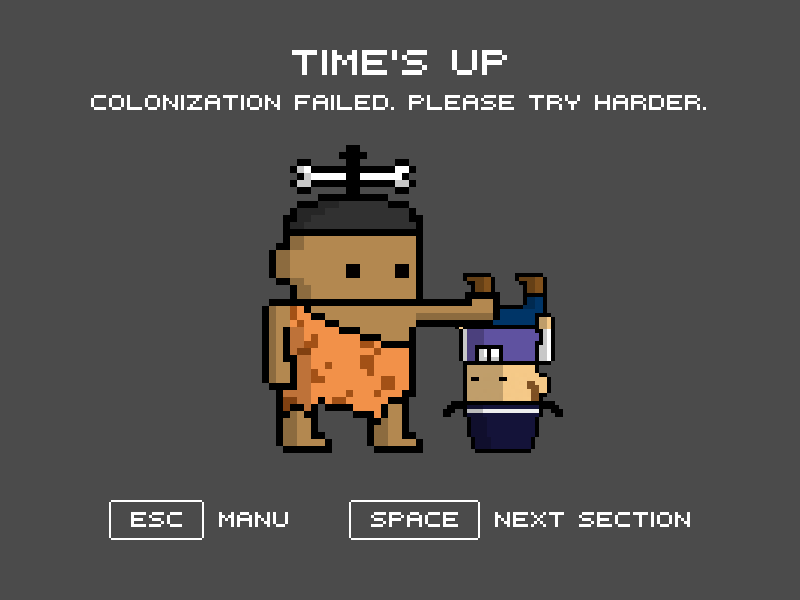 TIME'S UP
COLONIZATION FAILED. PLEASE TRY HARDER.
ESC MANU SPACE NEXT SECTION